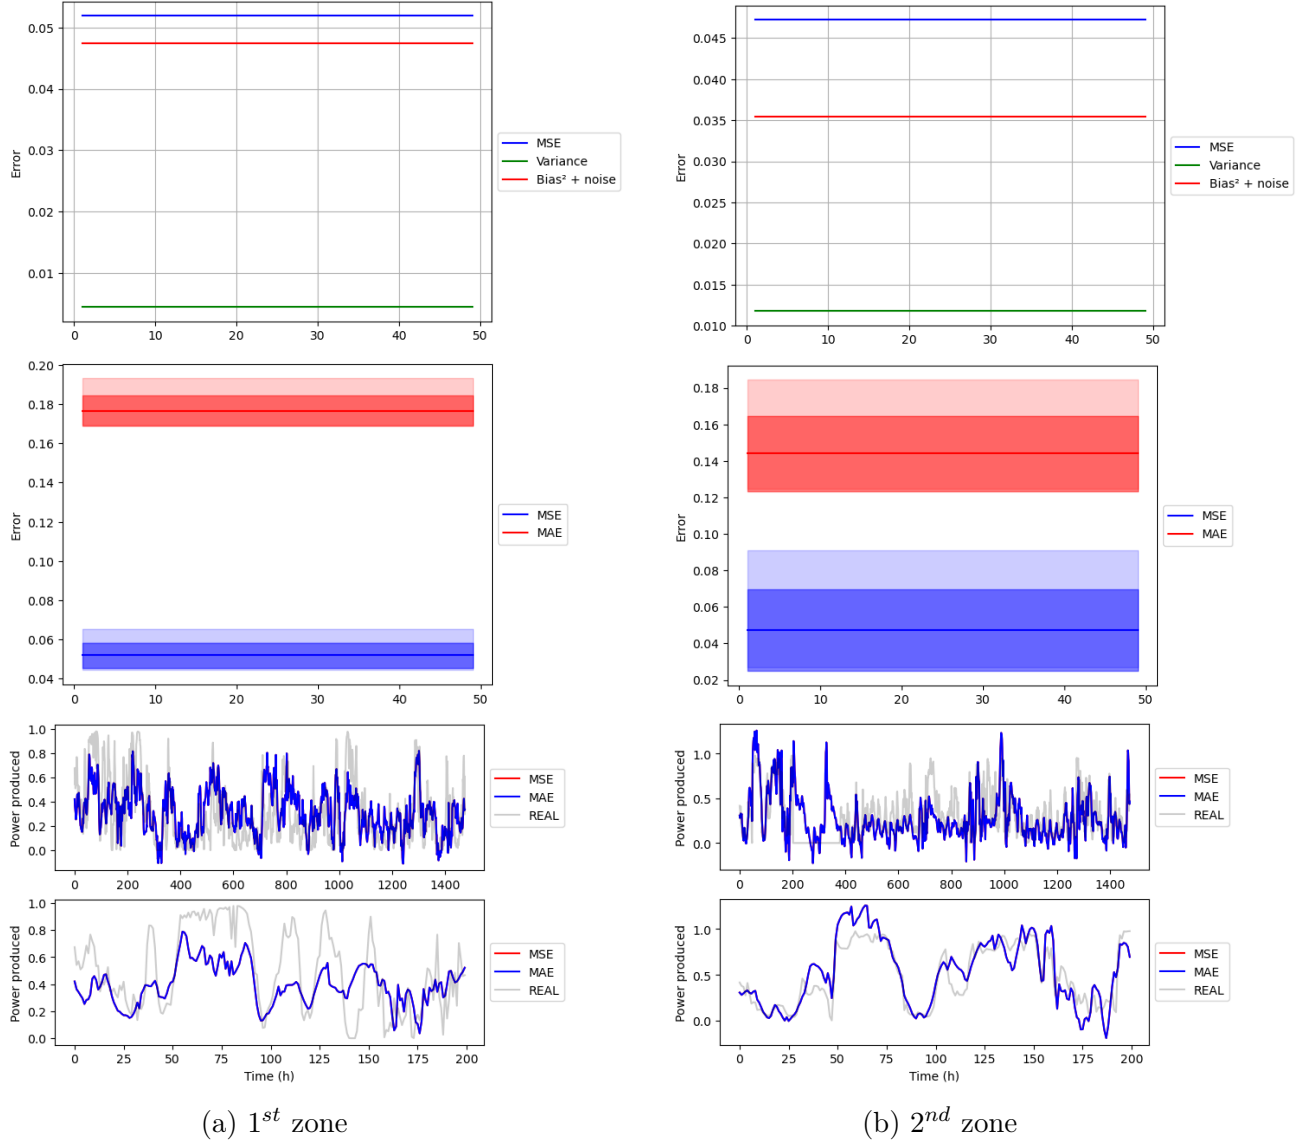 0.05
0.04
0.03
0.02
0.01
Error
0 10 20 30 40 50
MSE
Variance
Bias² + noise
0.045
0.040
0.035
0.030
0.025
0.020
0.015
0.010
Error
0 10 20 30 40 50
MSE
Variance
Bias² + noise
0.20
0.18
0.16
0.14
0.12
0.10
0.08
0.06
0.04
Error
0 10 20 30 40 50
MSE
MAE
0.18
0.16
0.14
0.12
0.10
0.08
0.06
0.04
0.02
Error
0 10 20 30 40 50
MSE
MAE
1.0
0.8
0.6
0.4
0.2
0.0
Power produced
0 200 400 600 800 1000 1200 1400
MSE
MAE
REAL
1.0
0.5
0.0
Power produced
0 200 400 600 800 1000 1200 1400
MSE
MAE
REAL
1.0
0.8
0.6
0.4
0.2
0.0
Power produced
0 25 50 75 100 125 150 175 200
Time (h)
MSE
MAE
REAL
1.0
0.5
0.0
Power produced
0 25 50 75 100 125 150 175 200
Time (h)
MSE
MAE
REAL
(a) 1st zone
(b) 2nd zone